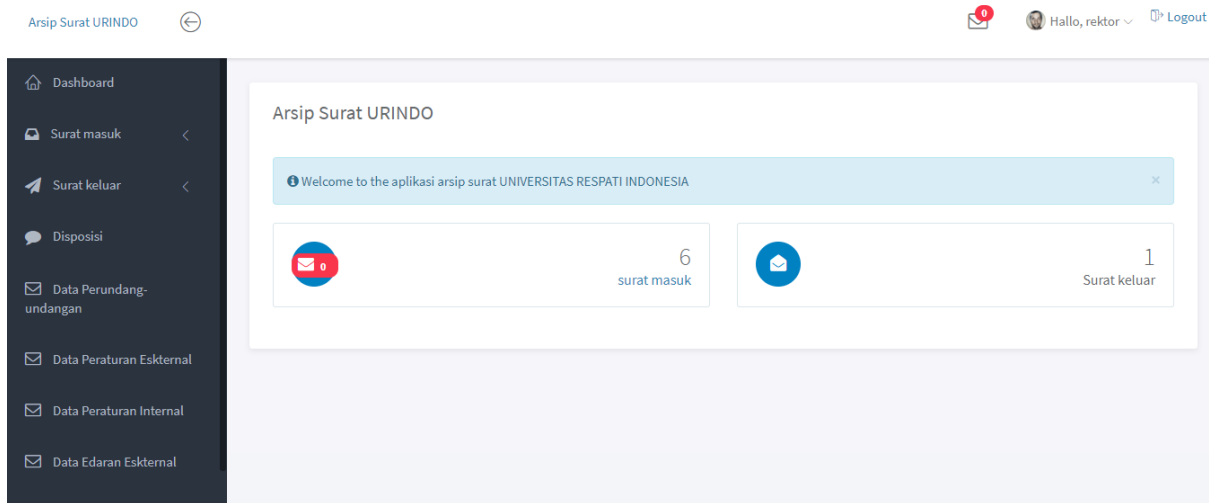 Arsip Surat URINDO
0
Hallo, rektor
Logout
Dashboard
Surat masuk
Surat keluar
Disposisi
Data Perundang-
undangan
Data Peraturan Eskternal
Data Peraturan Internal
Data Edaran Eskternal
Arsip Surat URINDO
Welcome to the aplikasi arsip surat UNIVERSITAS RESPATI INDONESIA
×
0
6
surat masuk
1
Surat keluar